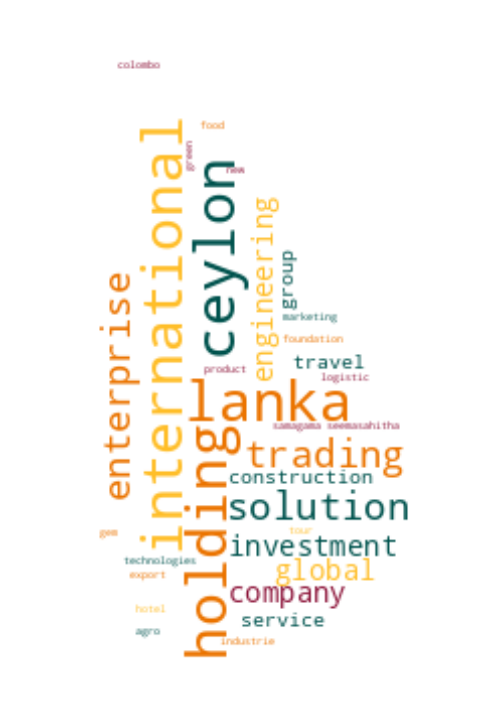 colombo
food
international
green
new
ceylon
engineering
group
enterprise
marketing
foundation
travel
product
logistic
lanka
samagama seemasahitha
holding
trading
construction
solution
tour
gem
investment
technologies
global
export
company
hotel
service
agro
industrie